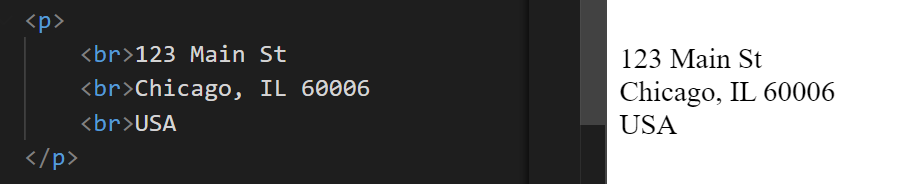 <p>
<br>123 Main St
<br>Chicago, IL 60006
<br>USA
</p>
123 Main St
Chicago, IL 60006
USA